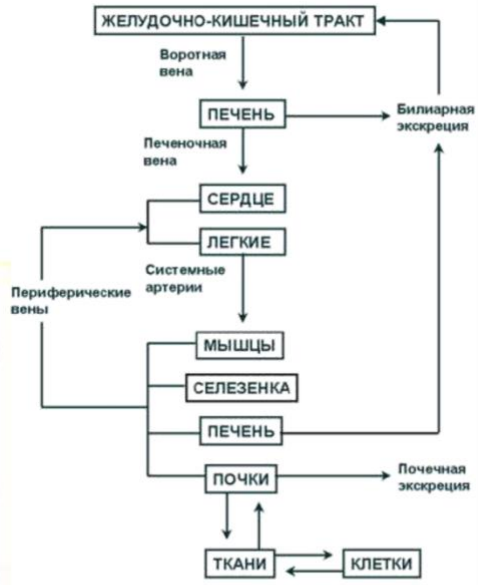 ЖЕЛУДОЧНО-КИШЕЧНЫЙ ТРАКТ
Воротная
вена
ПЕЧЕНЬ
Билиарная
экскреция
Печеночная
вена
СЕРДЦЕ
ЛЕГКИЕ
Системные
артерии
Периферические
вены
МЫШЦЫ
СЕЛЕЗЕНКА
ПЕЧЕНЬ
ПОЧКИ
Почечная
экскреция
ТКАНИ
КЛЕТКИ